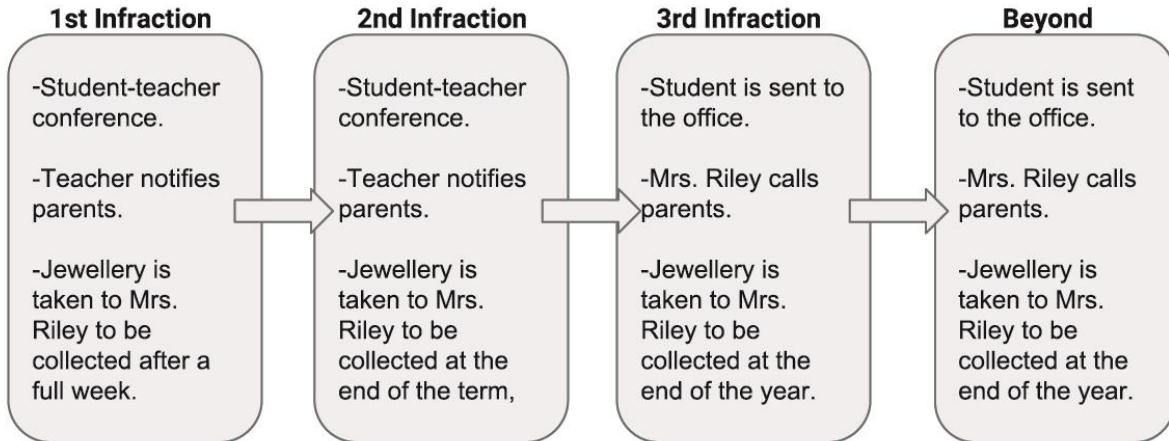 1st Infraction
-Student-teacher
conference.
-Teacher notifies
parents.
-Jewellery is
taken to Mrs.
Riley to be
collected after a
full week.
2nd Infraction
-Student-teacher
conference.
-Teacher notifies
parents.
-Jewellery is
taken to Mrs.
Riley to be
collected at the
end of the term,
3rd Infraction
-Student is sent to
the office.
-Mrs. Riley calls
parents.
-Jewellery is
taken to Mrs.
Riley to be
collected at the
end of the year.
Beyond
-Student is sent
to the office.
-Mrs. Riley calls
parents.
-Jewellery is
taken to Mrs.
Riley to be
collected at the
end of the year.